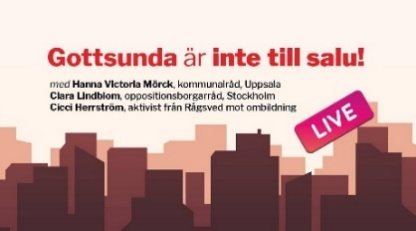 Gottsunda är inte till salu!
med Hanna Victoria Mörck, kommunalråd, Uppsala
Clara Lindblom, oppositionsborgarråd, Stockholm
Cicci Herrström, aktivist från Rågsved mot ombildning
LIVE